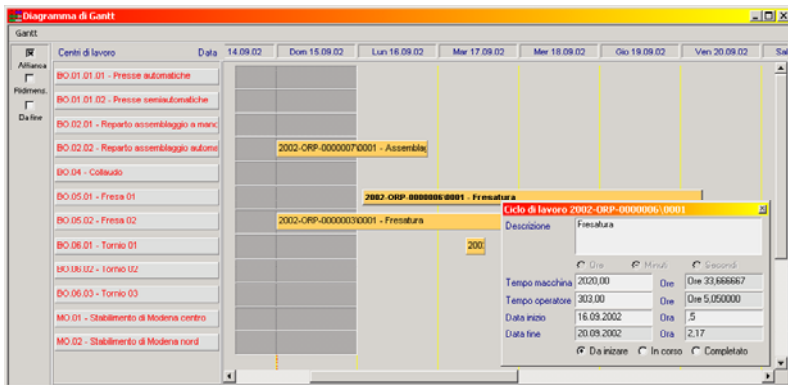 Diagramma di Gantt
Gantt
Centri di lavoro Data 14.09.02 Dom 15.09.02 Lun 16.09.02 Mar 17.09.02 Mer 18.09.02 Gio 19.09.02 Ven 20.09.02 Sal
Affianca
Ridimens.
Da fine
BO.01.01.01 - Presse automatiche
BO.01.01.02 - Presse semiautomatiche
BO.02.01 - Reparto assemblaggio a mano
BO.02.02 - Reparto assemblaggio autome
2002-ORP-0000007\0001 - Assemblag
BO.04 - Collaudo
BO.05.01 - Fresa 01
2002-ORP-0000006\0001 - Fresatura
BO.05.02 - Fresa 02
2002-ORP-0000003\0001 - Fresatura
BO.06.01 - Tornio 01
200
BO.06.02 - Tornio 02
BO.06.03 - Tornio 03
MO.01 - Stabilimento di Modena centro
MO.02 - Stabilimento di Modena nord
Ciclo di lavoro 2002-ORP-0000006\0001
Descrizione Fresatura
Ore Minuti Secondi
Tempo macchina 2020,00 Ore Ore 33,666667
Tempo operatore 303,00 Ore Ore 5,050000
Data inizio 16.09.2002 Ora ,5
Data fine 20.09.2002 Ora 2,17
Da inizare In corso Completato